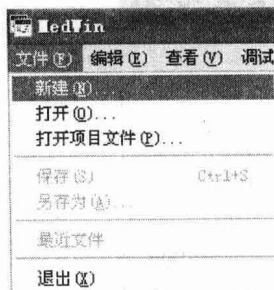 MedWin
文件(F) 编辑(E) 查看(V) 调试
新建(N)...
打开(O)...
打开项目文件(P)...
保存(S) Ctrl+S
另存为(A)...
最近文件
退出(X)